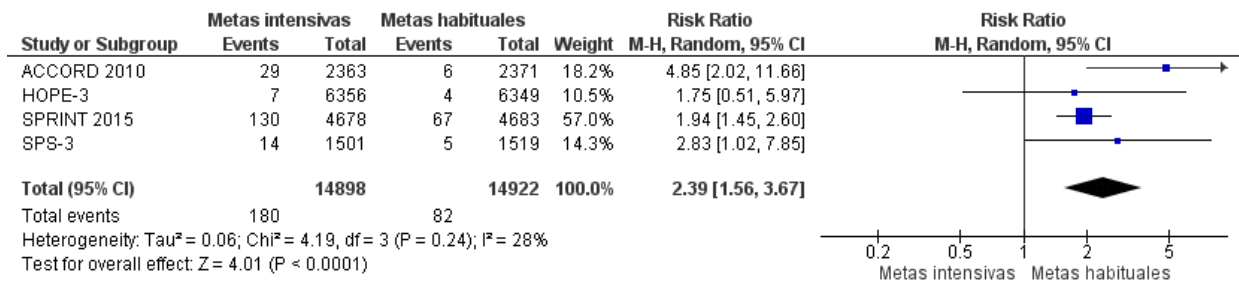 Metas intensivas Metas habituales Risk Ratio Risk Ratio
Study or Subgroup Events Total Events Total Weight M-H, Random, 95% CI M-H, Random, 95% CI
ACCORD 2010 29 2363 6 2371 18.2% 4.85 [2.02, 11.66]
HOPE-3 7 6356 4 6349 10.5% 1.75 [0.51, 5.97]
SPRINT 2015 130 4678 67 4683 57.0% 1.94 [1.45, 2.60]
SPS-3 14 1501 5 1519 14.3% 2.83 [1.02, 7.85]
Total (95% CI) 14898 14922 100.0% 2.39 [1.56, 3.67]
Total events 180 82
Heterogeneity: Tau² = 0.06; Chi² = 4.19, df = 3 (P = 0.24); I² = 28%
Test for overall effect: Z = 4.01 (P < 0.0001)
0.2 0.5 1 2 5
Metas intensivas Metas habituales